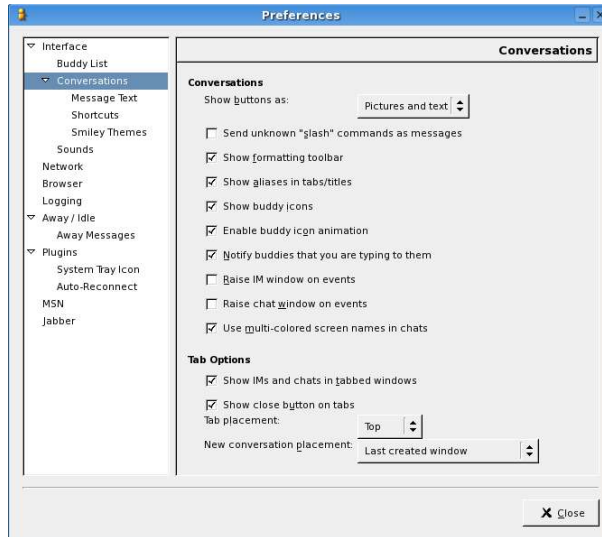 Preferences
Interface
Buddy List
Conversations
Message Text
Shortcuts
Smiley Themes
Sounds
Network
Browser
Logging
Away / Idle
Away Messages
Plugins
System Tray Icon
Auto-Reconnect
MSN
Jabber
Conversations
Conversations
Show buttons as: Pictures and text
Send unknown "slash" commands as messages
Show formatting toolbar
Show aliases in tabs/titles
Show buddy icons
Enable buddy icon animation
Notify buddies that you are typing to them
Raise IM window on events
Raise chat window on events
Use multi-colored screen names in chats
Tab Options
Show IMs and chats in tabbed windows
Show close button on tabs
Tab placement: Top
New conversation placement: Last created window
Close